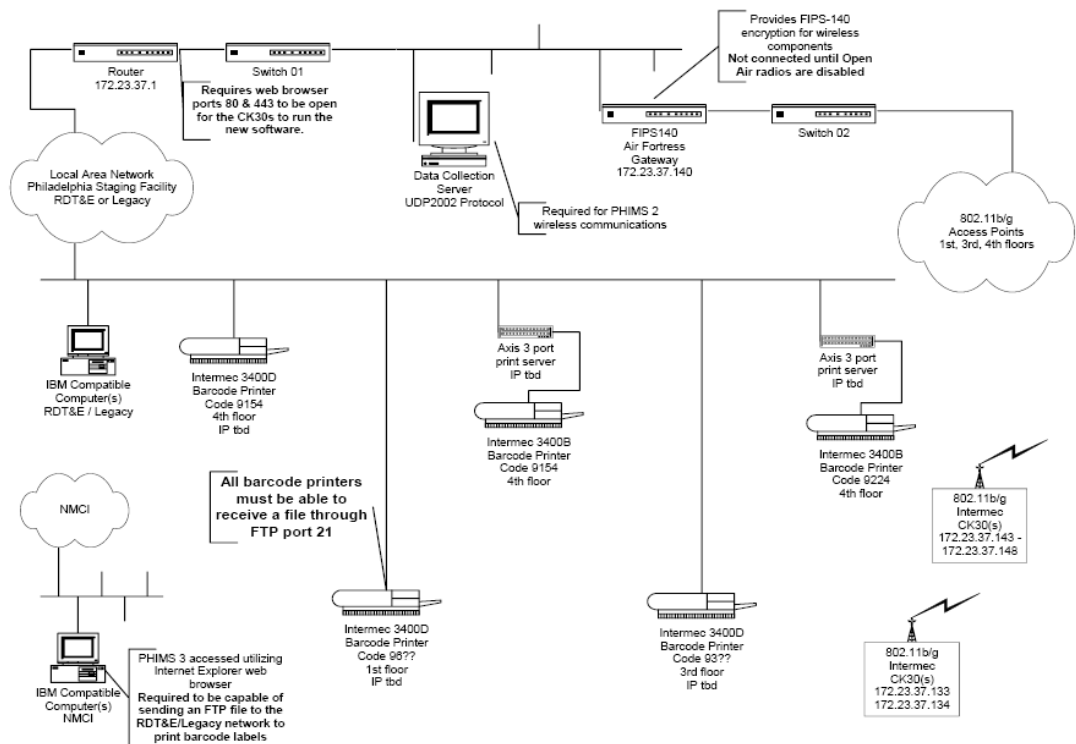 Router
172.23.37.1
Switch 01
Requires web browser
ports 80 & 443 to be open
for the CK30s to run the
new software.
Provides FIPS-140
encryption for wireless
components
Not connected until Open
Air radios are disabled
Data Collection
Server
UDP2002 Protocol
Required for PHIMS 2
wireless communications
FIPS140
Air Fortress
Gateway
172.23.37.140
Switch 02
Local Area Network
Philadelphia Staging Facility
RDT&E or Legacy
802.11b/g
Access Points
1st, 3rd, 4th floors
IBM Compatible
Computer(s)
RDT&E / Legacy
Intermec 3400D
Barcode Printer
Code 9154
4th floor
IP tbd
Axis 3 port
print server
IP tbd
Intermec 3400B
Barcode Printer
Code 9154
4th floor
Axis 3 port
print server
IP tbd
Intermec 3400B
Barcode Printer
Code 9224
4th floor
All barcode printers
must be able to
receive a file through
FTP port 21
802.11b/g
Intermec
CK30(s)
172.23.37.143 -
172.23.37.148
NMCI
IBM Compatible
Computer(s)
NMCI
PHIMS 3 accessed utilizing
Internet Explorer web
browser
Required to be capable of
sending an FTP file to the
RDT&E/Legacy network to
print barcode labels
Intermec 3400D
Barcode Printer
Code 96??
1st floor
IP tbd
Intermec 3400D
Barcode Printer
Code 93??
3rd floor
IP tbd
802.11b/g
Intermec
CK30(s)
172.23.37.133
172.23.37.134